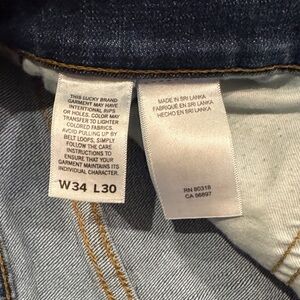 THIS LUCKY BRAND
GARMENT MAY HAVE
INTENTIONAL RIPS
OR HOLES. COLOR MAY
TRANSFER TO LIGHTER
COLORED FABRICS.
AVOID PULLING UP BY
BELT LOOPS, SIMPLY
FOLLOW THE CARE
INSTRUCTIONS TO
ENSURE THAT YOUR
GARMENT MAINTAINS ITS
INDIVIDUAL CHARACTER.
W34 L30
MADE IN SRI LANKA
FABRIQUÉ EN SRI LANKA
HECHO EN SRI LANKA
RN 80318
CA 56897